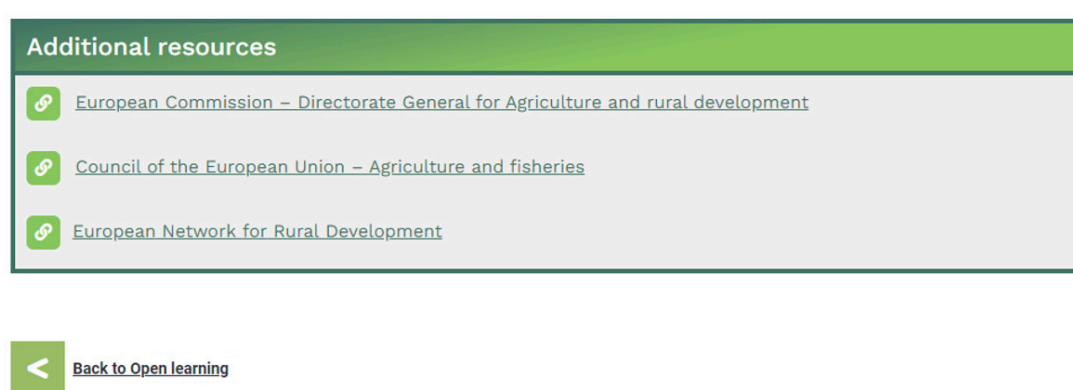 Additional resources
European Commission – Directorate General for Agriculture and rural development
Council of the European Union – Agriculture and fisheries
European Network for Rural Development
Back to Open learning